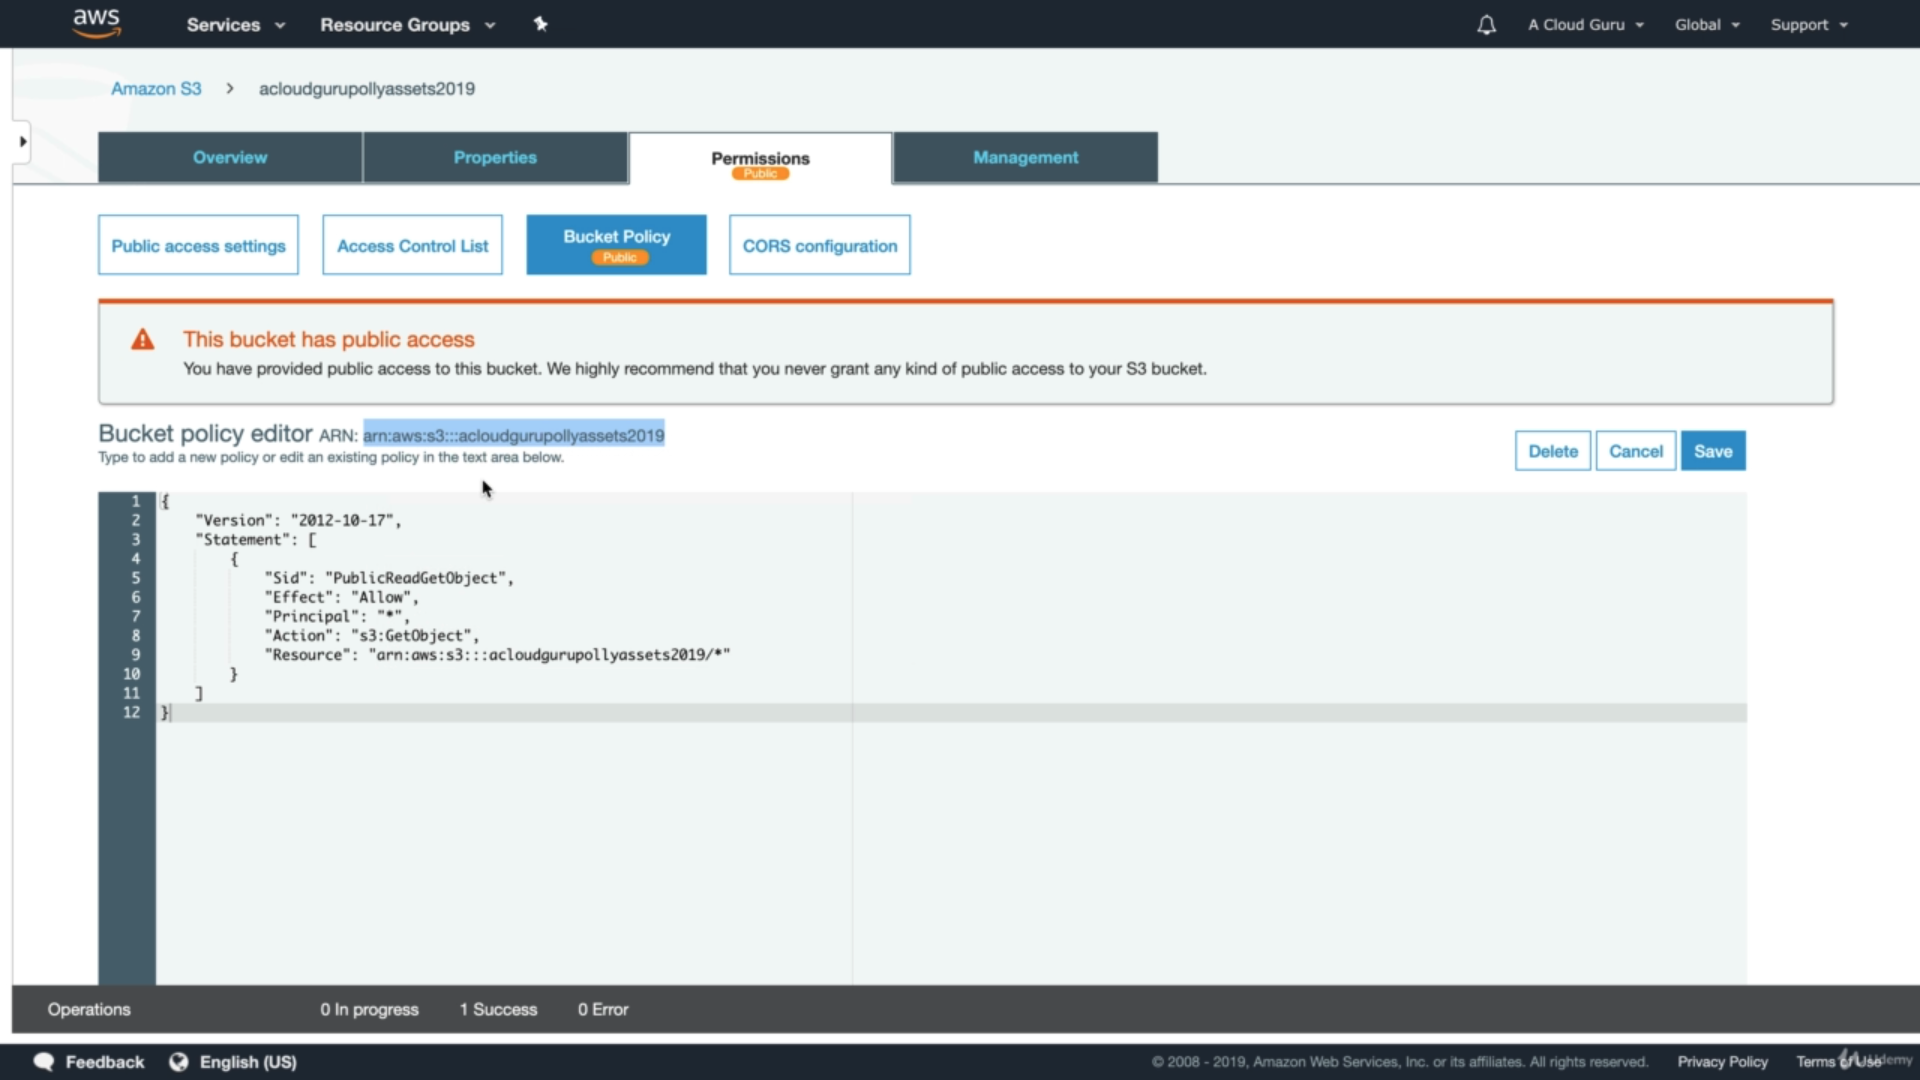 aws Services Resource Groups A Cloud Guru Global Support
Amazon S3 > acloudgurupollyassets2019
Overview Properties Permissions Management
Public
Public access settings Access Control List Bucket Policy CORS configuration
Public
This bucket has public access
You have provided public access to this bucket. We highly recommend that you never grant any kind of public access to your S3 bucket.
Bucket policy editor ARN: arn:aws:s3:::acloudgurupollyassets2019
Type to add a new policy or edit an existing policy in the text area below.
Delete Cancel Save
1 {
2 "Version": "2012-10-17",
3 "Statement": [
4 {
5 "Sid": "PublicReadGetObject",
6 "Effect": "Allow",
7 "Principal": "*",
8 "Action": "s3:GetObject",
9 "Resource": "arn:aws:s3:::acloudgurupollyassets2019/*"
10 }
11 ]
12 }
Operations 0 In progress 1 Success 0 Error
Feedback English (US) © 2008 - 2019, Amazon Web Services, Inc. or its affiliates. All rights reserved. Privacy Policy Terms of Use